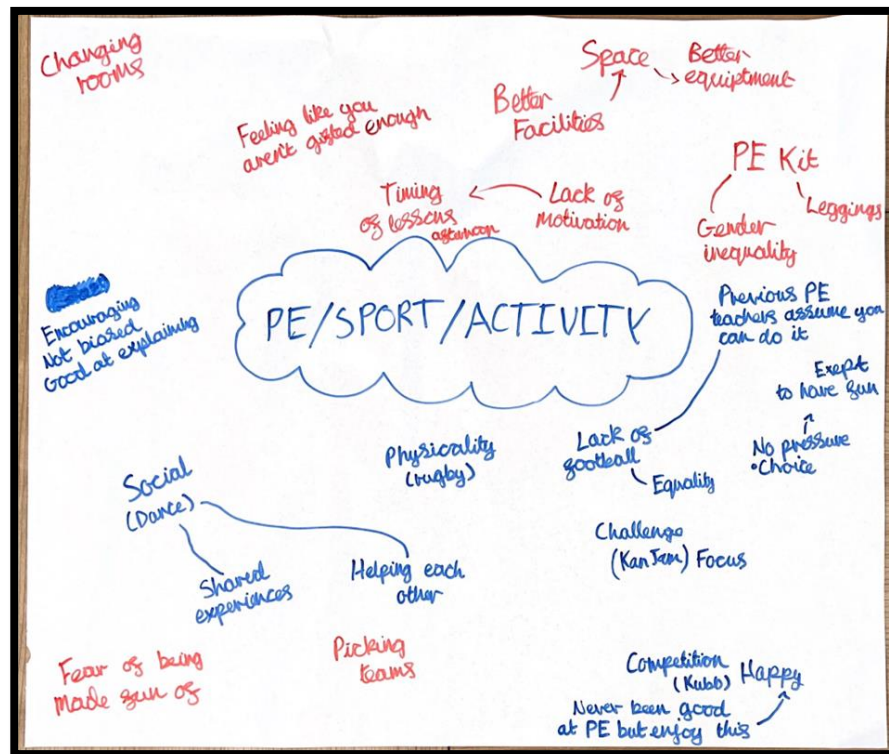 Changing
rooms
Feeling like you
aren't gifted enough
Better
Facilities
Space
Better
equiptment
PE Kit
Leggings
Gender
inequality
Timing
of lessons
afternoon
Lack of
motivation
PE/SPORT/ACTIVITY
Encouraging
Not biased
Good at explaining
Previous PE
teachers assume you
can do it
Exept
to have fun
No pressure
•Choice
Physicality
(rugby)
Lack of
football
Equality
Social
(Dance)
Shared
experiences
Helping each
other
Challenge
(Kan Jam) Focus
Fear of being
made fun of
Picking
teams
Competition
(Kubb) Happy
Never been good
at PE but enjoy this